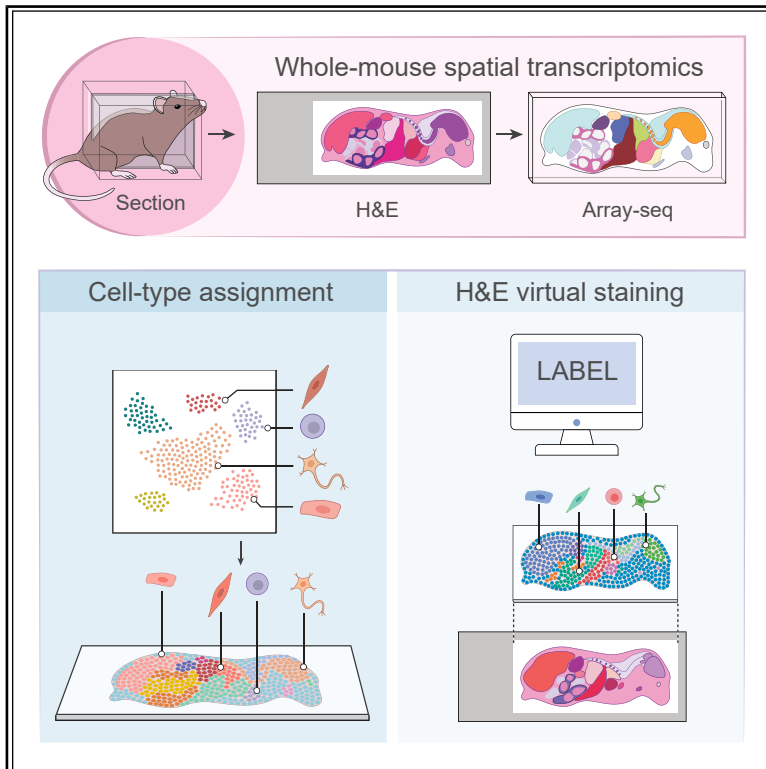 Whole-mouse spatial transcriptomics
Section
H&E
Array-seq
Cell-type assignment
H&E virtual staining
LABEL